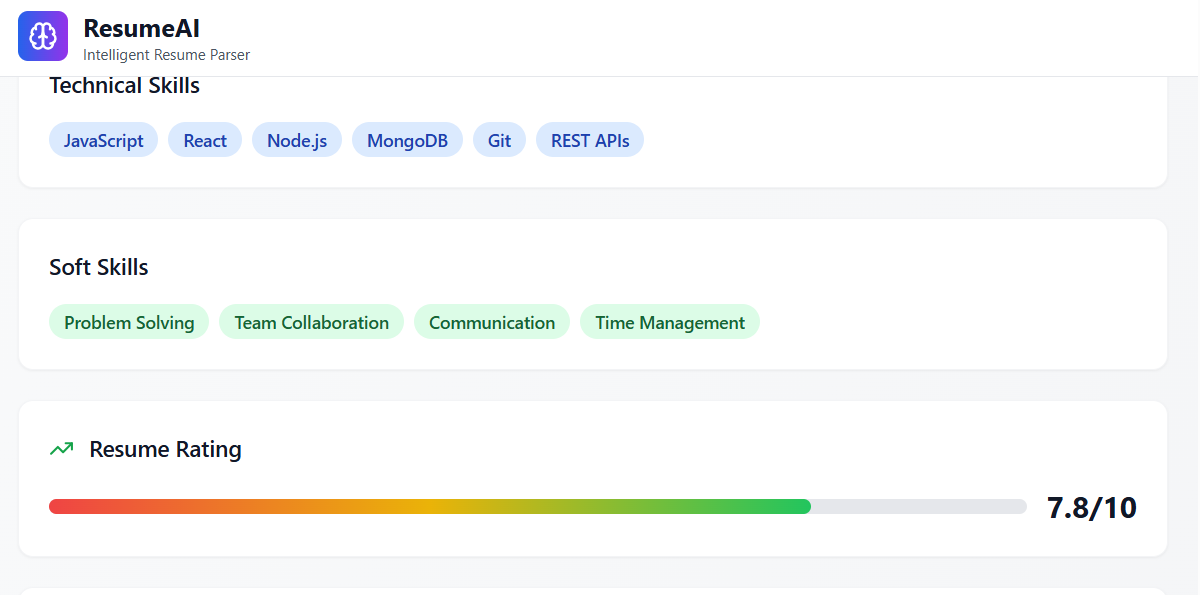 ResumeAI
Intelligent Resume Parser
Technical Skills
JavaScript React Node.js MongoDB Git REST APIs
Soft Skills
Problem Solving Team Collaboration Communication Time Management
Resume Rating
7.8/10